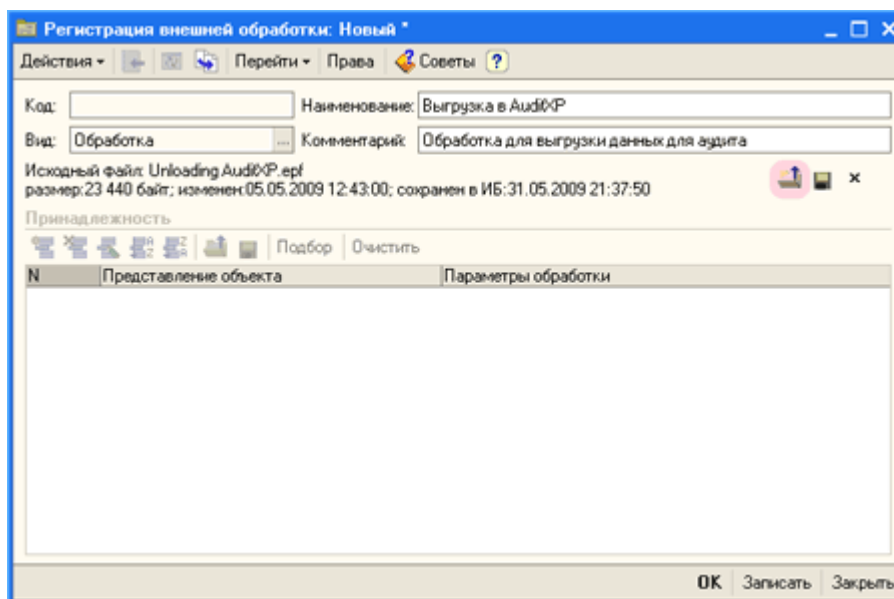 Регистрация внешней обработки: Новый *
Действия Перейти Права Советы ?
Код: Наименование: Выгрузка в AuditXP
Вид: Обработка ... Комментарий: Обработка для выгрузки данных для аудита
Исходный файл: Unloading AuditXP.epf
размер:23 440 байт; изменен:05.05.2009 12:43:00; сохранен в ИБ:31.05.2009 21:37:50
Принадлежность
Подбор Очистить
N Представление объекта Параметры обработки
OK Записать Закрыть